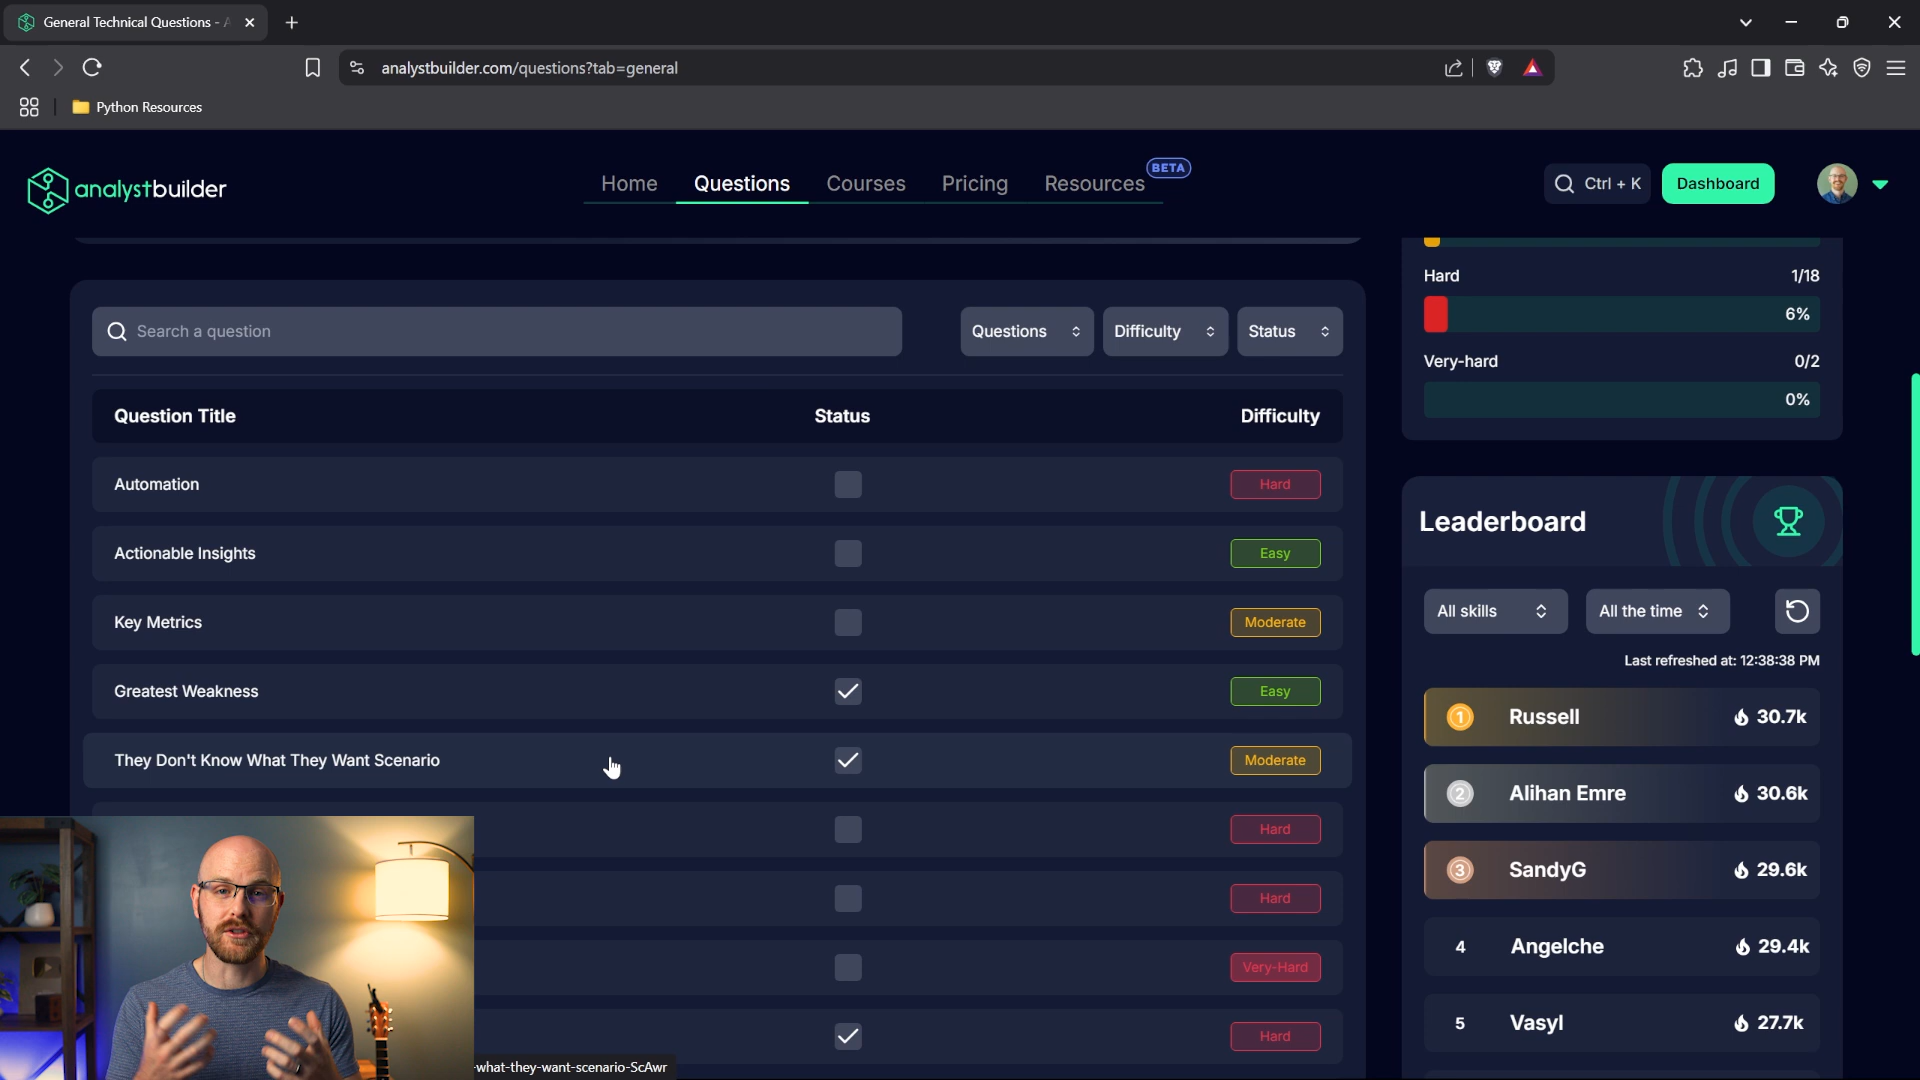 General Technical Questions - A
analystbuilder.com/questions?tab=general
Python Resources
analystbuilder
Home
Questions
Courses
Pricing
Resources
BETA
Ctrl + K
Dashboard
Search a question
Questions
Difficulty
Status
Question Title
Status
Difficulty
Automation
Hard
Actionable Insights
Easy
Key Metrics
Moderate
Greatest Weakness
Easy
They Don't Know What They Want Scenario
Moderate
Hard
Hard
Very-Hard
Hard
-what-they-want-scenario-ScAwr
Hard
1/18
6%
Very-hard
0/2
0%
Leaderboard
All skills
All the time
Last refreshed at: 12:38:38 PM
1 Russell 30.7k
2 Alihan Emre 30.6k
3 SandyG 29.6k
4 Angelche 29.4k
5 Vasyl 27.7k